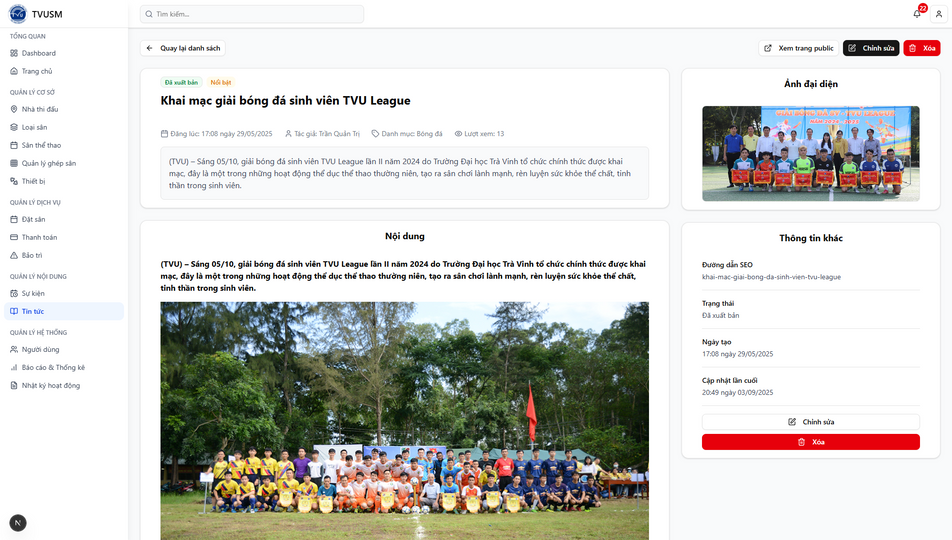 TVUSM
Tìm kiếm...
22
TỔNG QUAN
Dashboard
Trang chủ
QUẢN LÝ CƠ SỞ
Nhà thi đấu
Loại sân
Sân thể thao
Quản lý ghép sân
Thiết bị
QUẢN LÝ DỊCH VỤ
Đặt sân
Thanh toán
Bảo trì
QUẢN LÝ NỘI DUNG
Sự kiện
Tin tức
QUẢN LÝ HỆ THỐNG
Người dùng
Báo cáo & Thống kê
Nhật ký hoạt động
N
Quay lại danh sách
Xem trang public
Chỉnh sửa
Xóa
Đã xuất bản
Nổi bật
Khai mạc giải bóng đá sinh viên TVU League
Đăng lúc: 17:08 ngày 29/05/2025
Tác giả: Trần Quản Trị
Danh mục: Bóng đá
Lượt xem: 13
(TVU) – Sáng 05/10, giải bóng đá sinh viên TVU League lần II năm 2024 do Trường Đại học Trà Vinh tổ chức chính thức được khai
mạc, đây là một trong những hoạt động thể dục thể thao thường niên, tạo ra sân chơi lành mạnh, rèn luyện sức khỏe thể chất, tinh
thần trong sinh viên.
Nội dung
(TVU) – Sáng 05/10, giải bóng đá sinh viên TVU League lần II năm 2024 do Trường Đại học Trà Vinh tổ chức chính thức được khai
mạc, đây là một trong những hoạt động thể dục thể thao thường niên, tạo ra sân chơi lành mạnh, rèn luyện sức khỏe thể chất,
tinh thần trong sinh viên.
Ảnh đại diện
Thông tin khác
Đường dẫn SEO
khai-mac-giai-bong-da-sinh-vien-tvu-league
Trạng thái
Đã xuất bản
Ngày tạo
17:08 ngày 29/05/2025
Cập nhật lần cuối
20:49 ngày 03/09/2025
Chỉnh sửa
Xóa